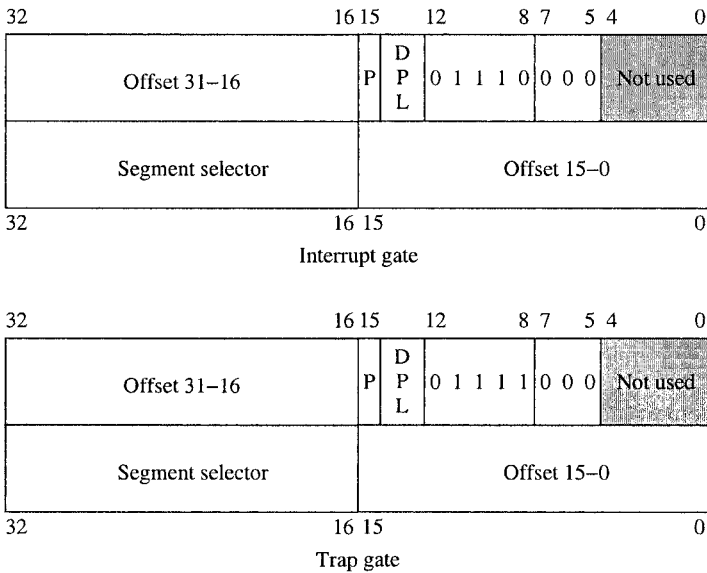 32 16 15 12 8 7 5 4 0
Offset 31–16 P DPL 0 1 1 1 0 0 0 0 Not used
Segment selector Offset 15–0
32 16 15 0
Interrupt gate
32 16 15 12 8 7 5 4 0
Offset 31–16 P DPL 0 1 1 1 1 0 0 0 Not used
Segment selector Offset 15–0
32 16 15 0
Trap gate